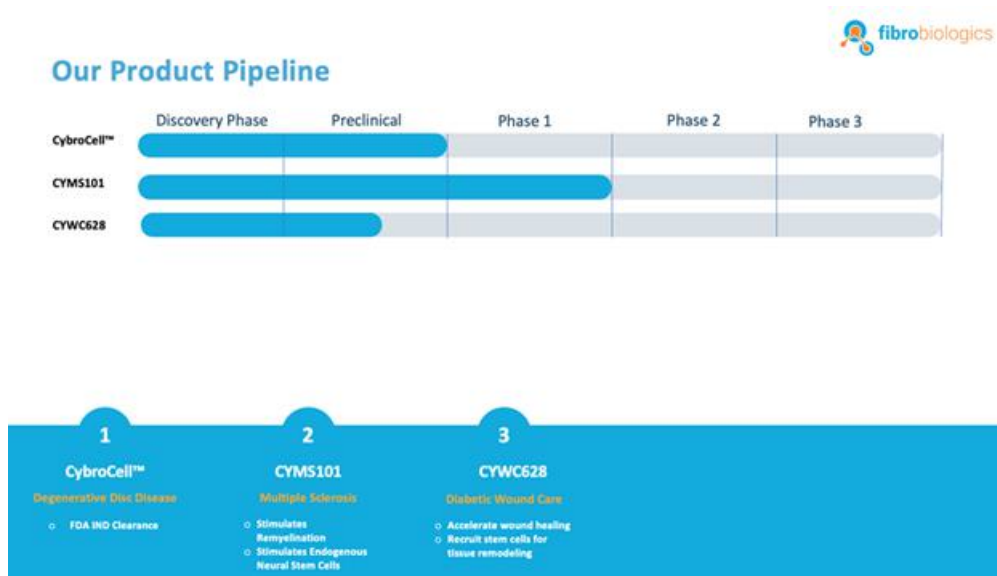 fibrobiologics
Our Product Pipeline
Discovery Phase Preclinical Phase 1 Phase 2 Phase 3
CybroCell™
CYMS101
CYWC628
1
CybroCell™
Degenerative Disc Disease
o FDA IND Clearance
2
CYMS101
Multiple Sclerosis
o Stimulates
Remyelination
o Stimulates Endogenous
Neural Stem Cells
3
CYWC628
Diabetic Wound Care
o Accelerate wound healing
o Recruit stem cells for
tissue remodeling